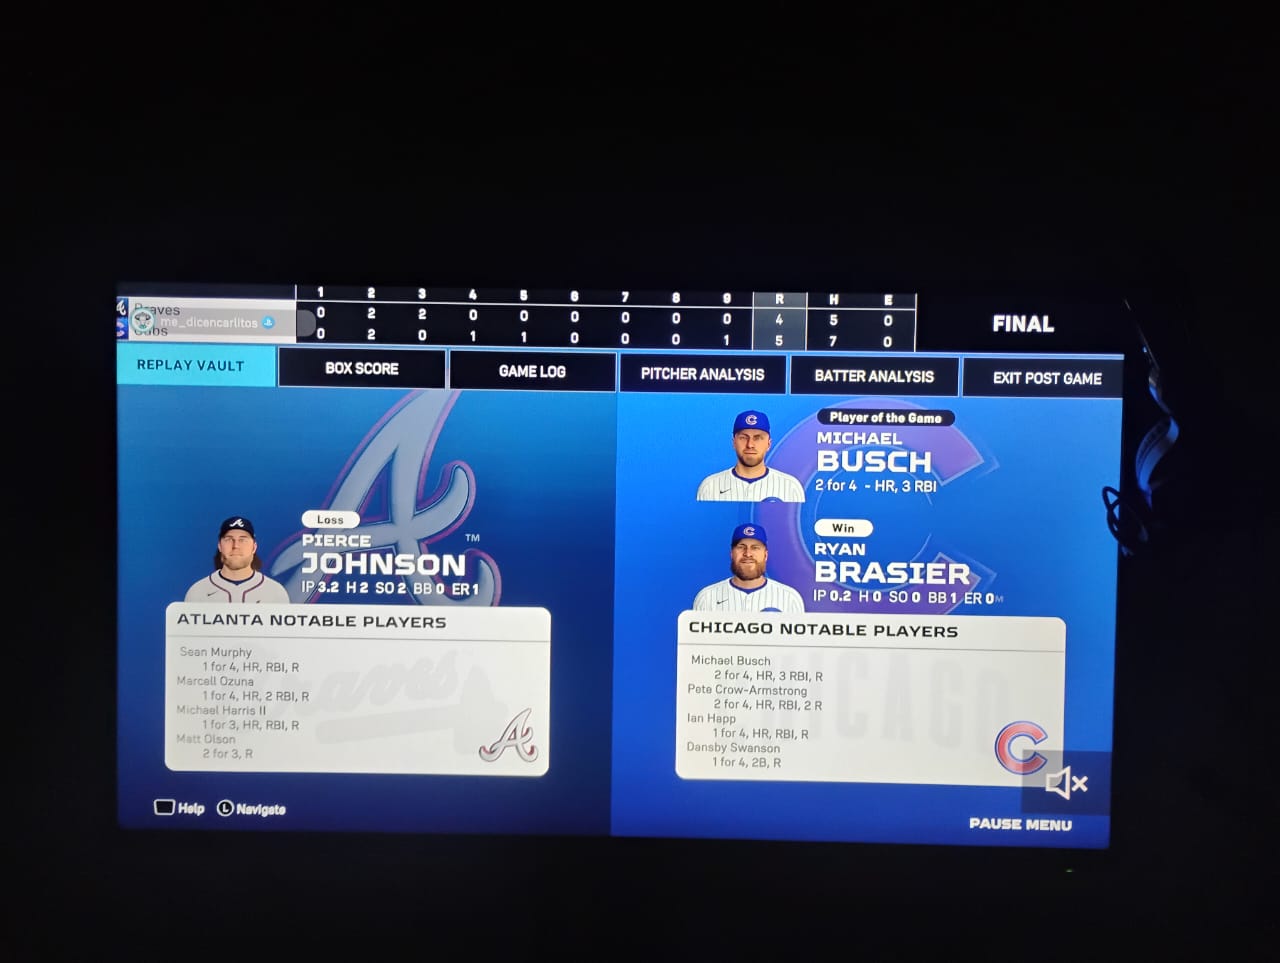 1 2 3 4 5 6 7 8 9 R H E
Braves 0 2 2 0 0 0 0 0 0 4 5 0
me_dicencarlitos
Cubs 0 2 0 1 1 0 0 0 1 5 7 0
FINAL
REPLAY VAULT BOX SCORE GAME LOG PITCHER ANALYSIS BATTER ANALYSIS EXIT POST GAME
Loss
PIERCE
JOHNSON
IP 3.2 H 2 SO 2 BB 0 ER 1
TM
ATLANTA NOTABLE PLAYERS
Sean Murphy
1 for 4, HR, RBI, R
Marcell Ozuna
1 for 4, HR, 2 RBI, R
Michael Harris II
1 for 3, HR, RBI, R
Matt Olson
2 for 3, R
Braves
Player of the Game
MICHAEL
BUSCH
2 for 4 - HR, 3 RBI
Win
RYAN
BRASIER
IP 0.2 H 0 SO 0 BB 1 ER 0
CHICAGO NOTABLE PLAYERS
Michael Busch
2 for 4, HR, 3 RBI, R
Pete Crow-Armstrong
2 for 4, HR, RBI, 2 R
Ian Happ
1 for 4, HR, RBI, R
Dansby Swanson
1 for 4, 2B, R
CHICAGO
Help L Navigate
PAUSE MENU